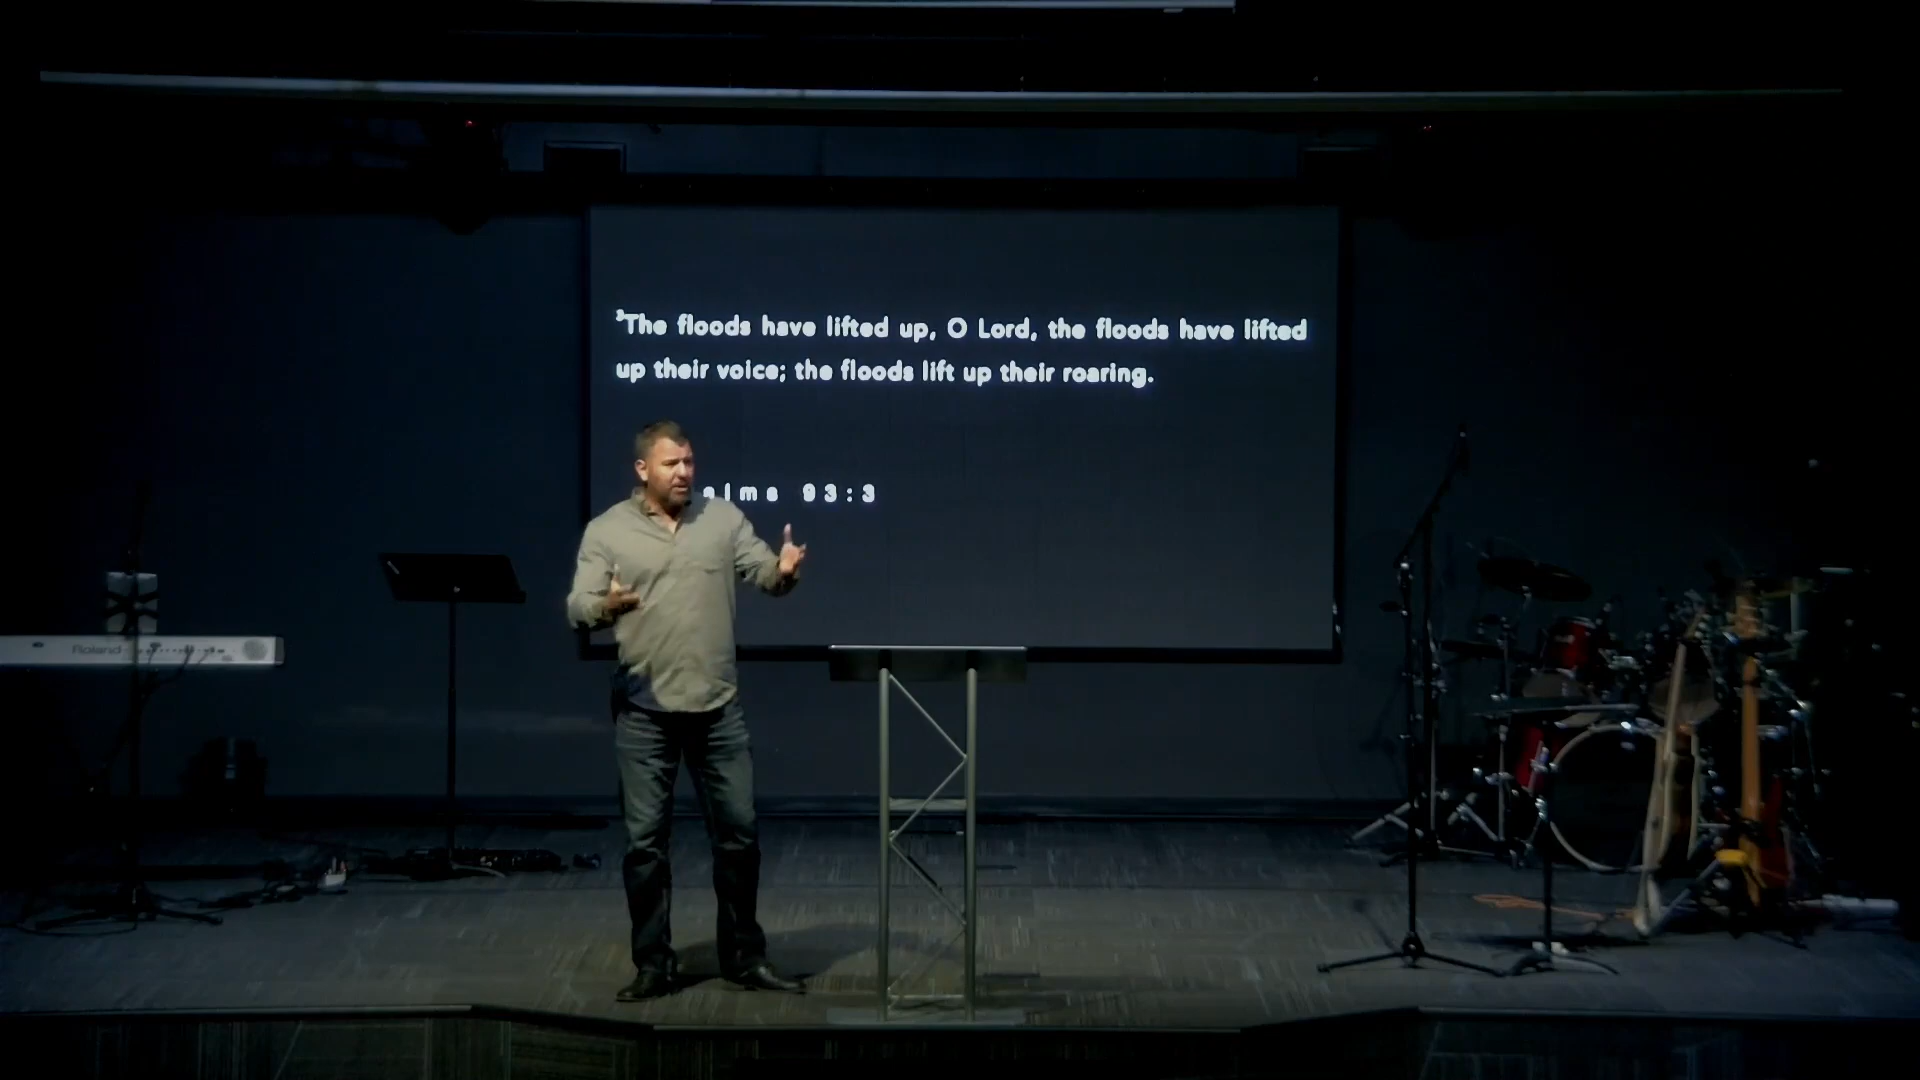 ³The floods have lifted up, O Lord, the floods have lifted
up their voice; the floods lift up their roaring.
alms 93:3
Roland